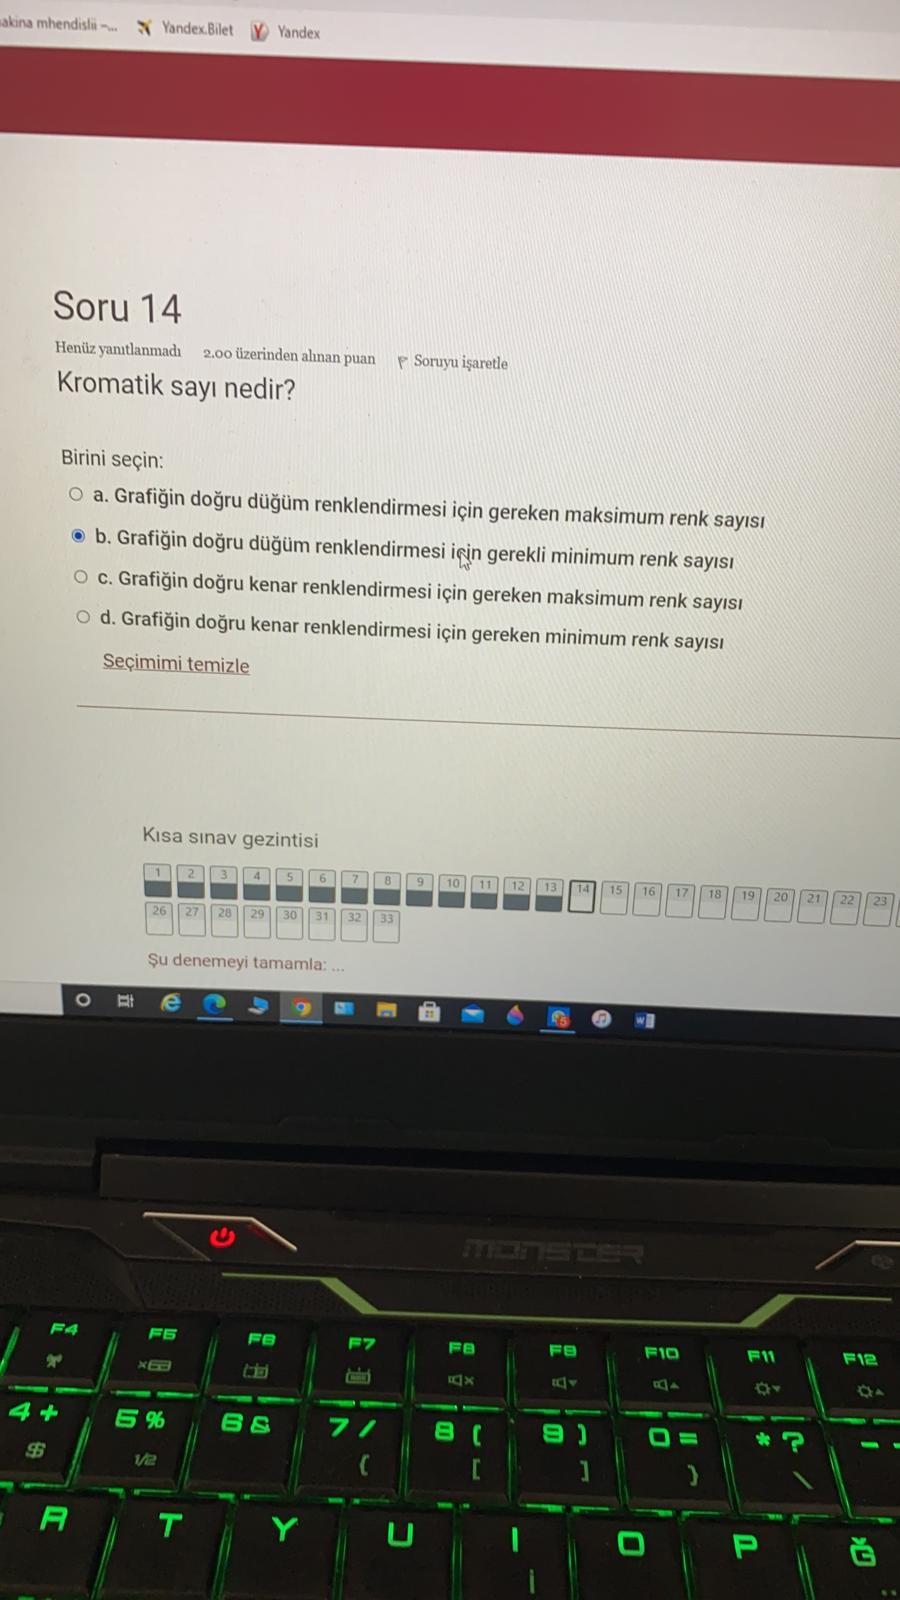 akina mhendislii –... Yandex.Bilet Yandex
Soru 14
Henüz yanıtlanmadı 2.00 üzerinden alınan puan Soruyu işaretle
Kromatik sayı nedir?
Birini seçin:
a. Grafiğin doğru düğüm renklendirmesi için gereken maksimum renk sayısı
b. Grafiğin doğru düğüm renklendirmesi için gerekli minimum renk sayısı
c. Grafiğin doğru kenar renklendirmesi için gereken maksimum renk sayısı
d. Grafiğin doğru kenar renklendirmesi için gereken minimum renk sayısı
Seçimimi temizle
Kısa sınav gezintisi
1 2 3 4 5 6 7 8 9 10 11 12 13 14 15 16 17 18 19 20 21 22 23
26 27 28 29 30 31 32 33
Şu denemeyi tamamla: ...
MONSTER
F4 F5 F6 F7 F8 F9 F10 F11 F12
4 + 5 % 6 & 7 / 8 ( 9 ) 0 = * ? -
$ 1/2 { [ ] } \
R T Y U I O P Ğ
i ¨